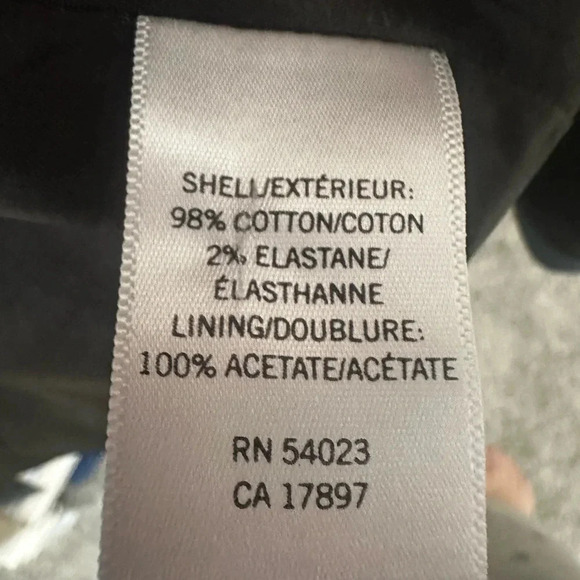 SHELL/EXTÉRIEUR:
98% COTTON/COTON
2% ELASTANE/
ÉLASTHANNE
LINING/DOUBLURE:
100% ACETATE/ACÉTATE
RN 54023
CA 17897